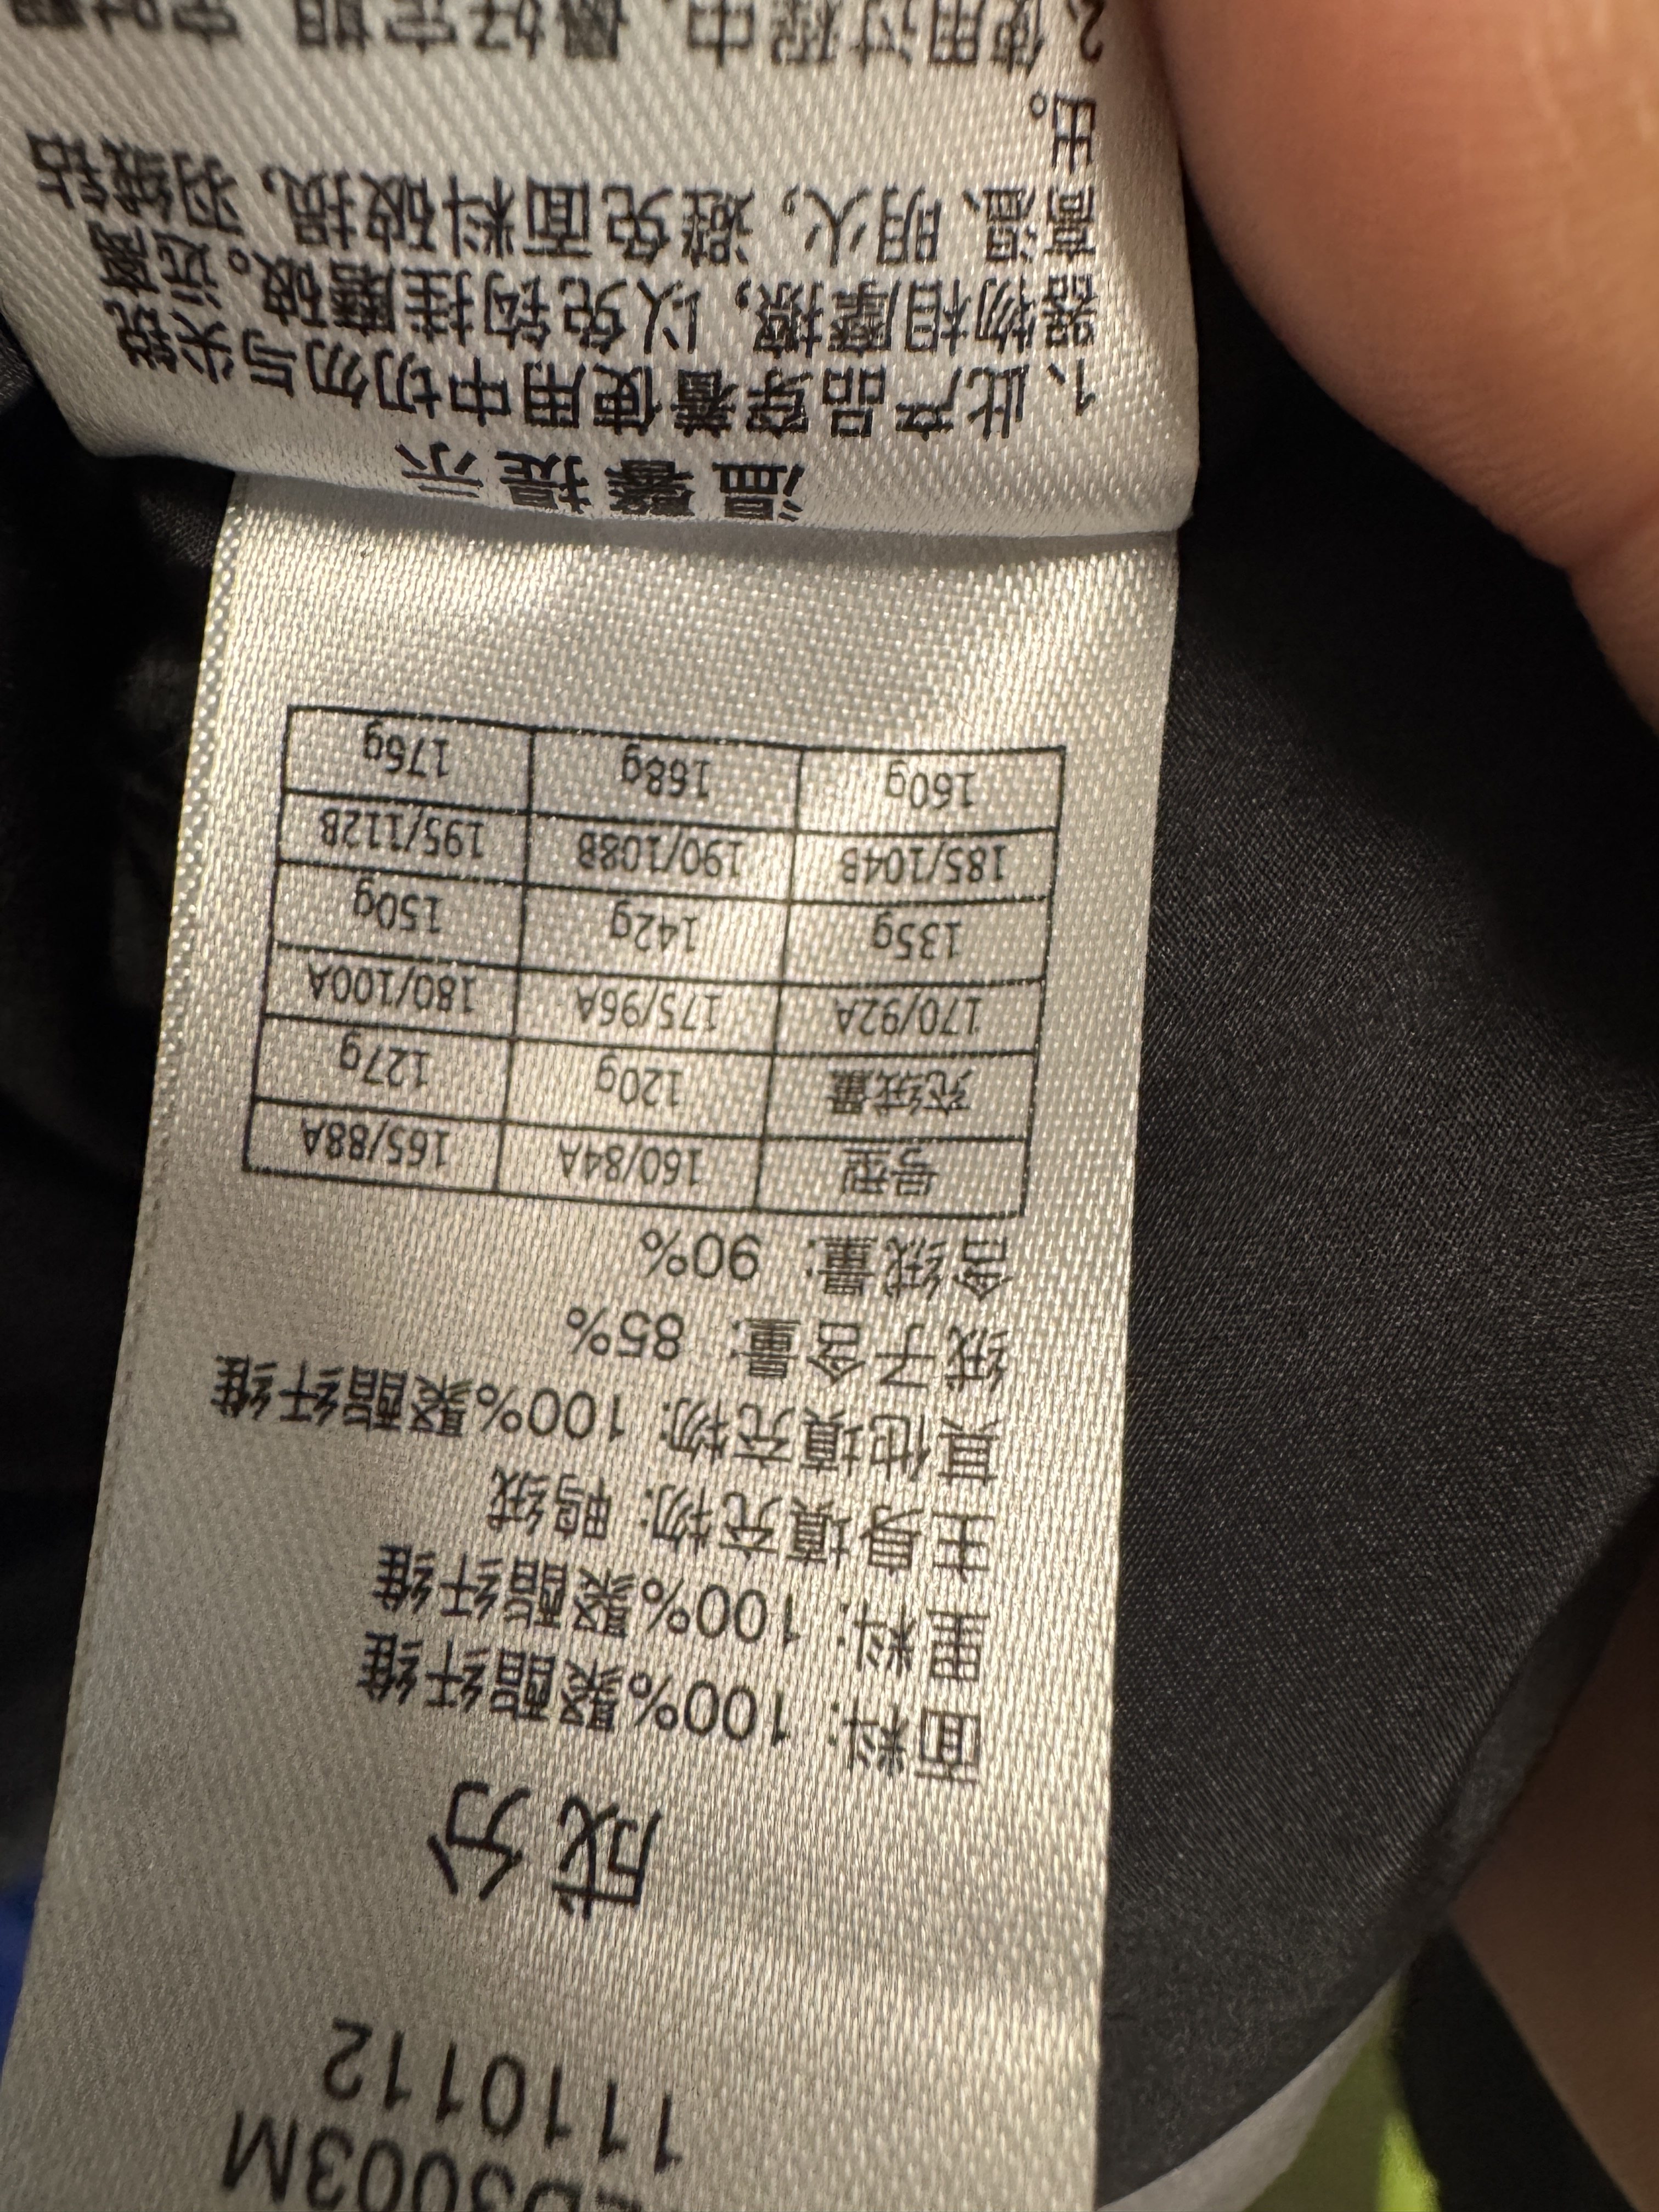 3003M
1110112
成分
面料: 100%聚酯纤维
里料: 100%聚酯纤维
主身填充物: 鸭绒
其他填充物: 100%聚酯纤维
绒子含量: 85%
含绒量: 90%
号型 160/84A 165/88A
充绒量 120g 127g
170/92A 175/96A 180/100A
135g 142g 150g
185/104B 190/108B 195/112B
160g 168g 176g
温馨提示
1、此产品穿着使用中切勿与尖锐
器物相摩擦，以免钩挂磨破。远离
高温、明火，避免面料破损，羽绒钻
出。
2、使用过程中，最好定期